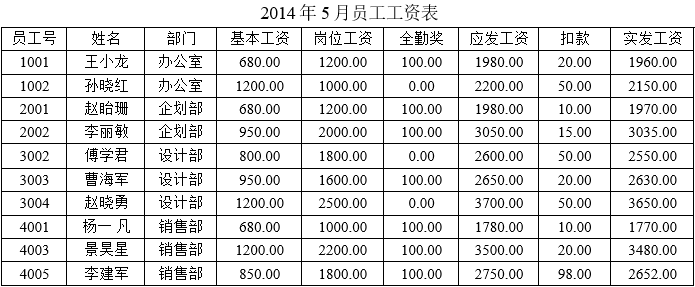 2014 年 5 月员工工资表
员工号 姓名 部门 基本工资 岗位工资 全勤奖 应发工资 扣款 实发工资
1001 王小龙 办公室 680.00 1200.00 100.00 1980.00 20.00 1960.00
1002 孙晓红 办公室 1200.00 1000.00 0.00 2200.00 50.00 2150.00
2001 赵眙珊 企划部 680.00 1200.00 100.00 1980.00 10.00 1970.00
2002 李丽敏 企划部 950.00 2000.00 100.00 3050.00 15.00 3035.00
3002 傅学君 设计部 800.00 1800.00 0.00 2600.00 50.00 2550.00
3003 曹海军 设计部 950.00 1600.00 100.00 2650.00 20.00 2630.00
3004 赵晓勇 设计部 1200.00 2500.00 0.00 3700.00 50.00 3650.00
4001 杨一 凡 销售部 680.00 1000.00 100.00 1780.00 10.00 1770.00
4003 景昊星 销售部 1200.00 2200.00 100.00 3500.00 20.00 3480.00
4005 李建军 销售部 850.00 1800.00 100.00 2750.00 98.00 2652.00